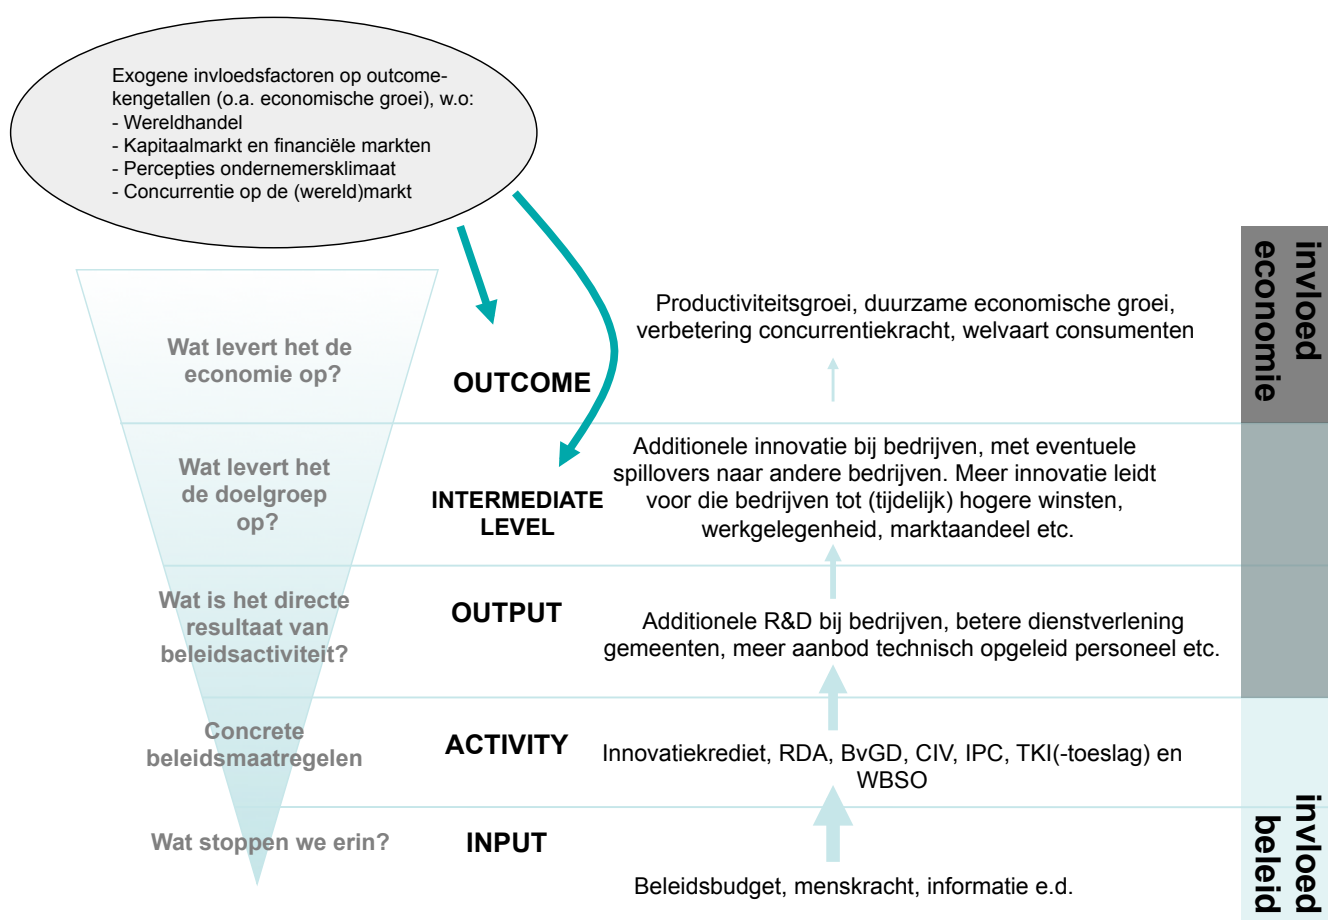 Exogene invloedsfactoren op outcome-
kengetallen (o.a. economische groei), w.o:
- Wereldhandel
- Kapitaalmarkt en financiële markten
- Percepties ondernemersklimaat
- Concurrentie op de (wereld)markt
Wat levert het de
economie op?
OUTCOME
Productiviteitsgroei, duurzame economische groei,
verbetering concurrentiekracht, welvaart consumenten
invloed
economie
Wat levert het
de doelgroep
op?
INTERMEDIATE
LEVEL
Additionele innovatie bij bedrijven, met eventuele
spillovers naar andere bedrijven. Meer innovatie leidt
voor die bedrijven tot (tijdelijk) hogere winsten,
werkgelegenheid, marktaandeel etc.
Wat is het directe
resultaat van
beleidsactiviteit?
OUTPUT
Additionele R&D bij bedrijven, betere dienstverlening
gemeenten, meer aanbod technisch opgeleid personeel etc.
Concrete
beleidsmaatregelen
ACTIVITY
Innovatiekrediet, RDA, BvGD, CIV, IPC, TKI(-toeslag) en
WBSO
Wat stoppen we erin?
INPUT
Beleidsbudget, menskracht, informatie e.d.
invloed
beleid